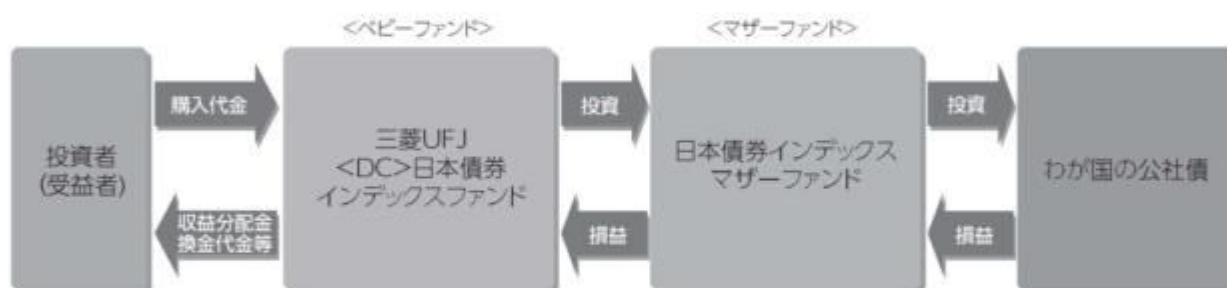 <ベビーファンド>
<マザーファンド>
投資者
(受益者)
購入代金
収益分配金
換金代金等
三菱UFJ
<DC>日本債券
インデックスファンド
投資
損益
日本債券インデックス
マザーファンド
投資
損益
わが国の公社債